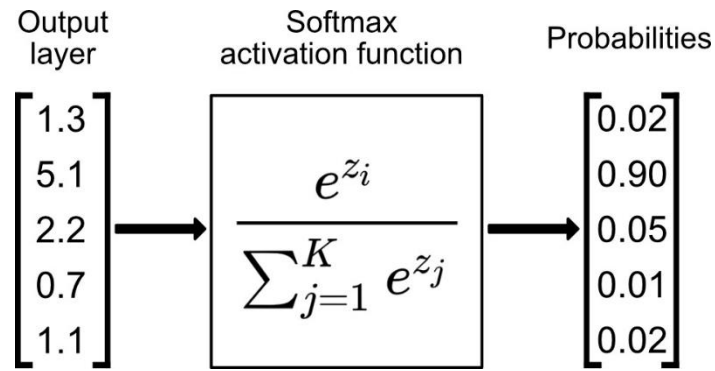 Output
layer
Softmax
activation function
Probabilities
1.3
5.1
2.2
0.7
1.1
e^{z_i}
∑_{j=1}^{K} e^{z_j}
0.02
0.90
0.05
0.01
0.02